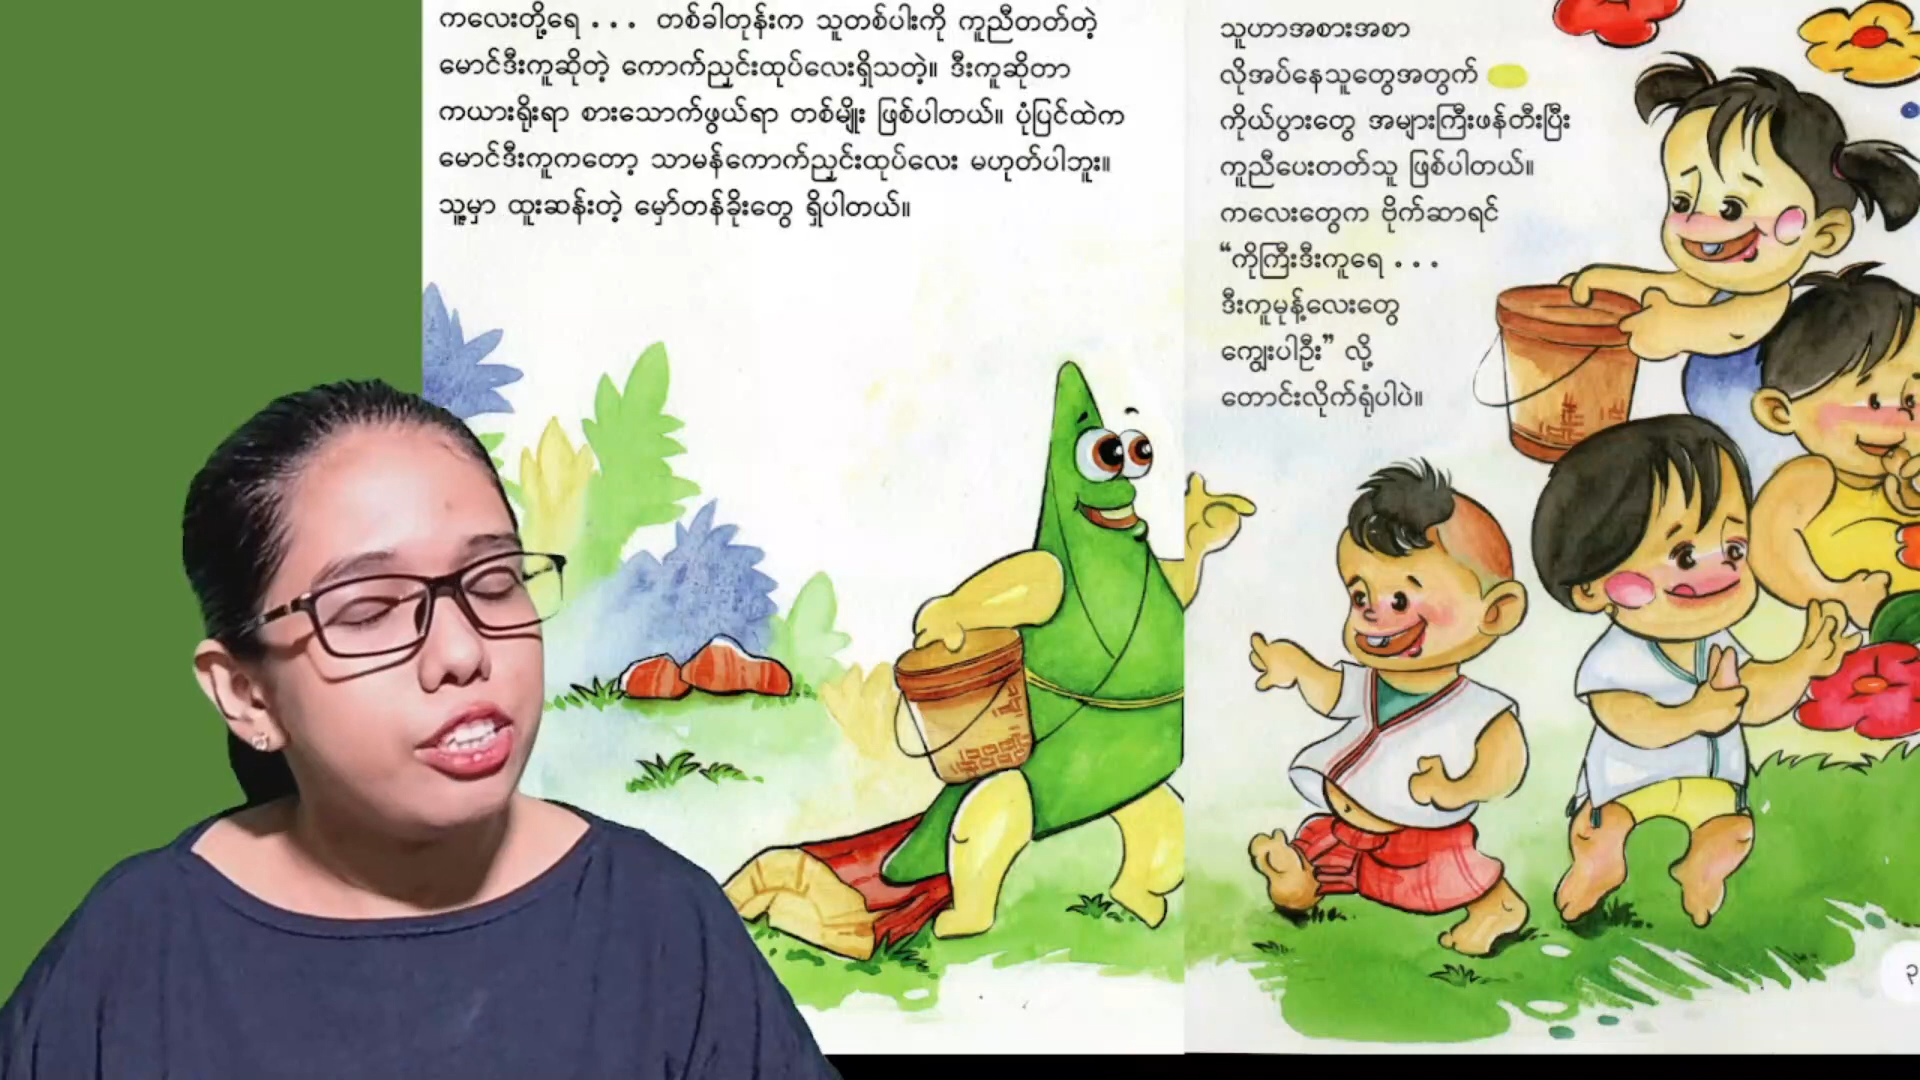 ကလေးတို့ရေ . . . တစ်ခါတုန်းက သူတစ်ပါးကို ကူညီတတ်တဲ့
မောင်ဒီးကူဆိုတဲ့ ကောက်ညှင်းထုပ်လေးရှိသတဲ့။ ဒီးကူဆိုတာ
ကယားရိုးရာ စားသောက်ဖွယ်ရာ တစ်မျိုး ဖြစ်ပါတယ်။ ပုံပြင်ထဲက
မောင်ဒီးကူကတော့ သာမန်ကောက်ညှင်းထုပ်လေး မဟုတ်ပါဘူး။
သူ့မှာ ထူးဆန်းတဲ့ မှော်တန်ခိုးတွေ ရှိပါတယ်။
သူဟာအစားအစာ
လိုအပ်နေသူတွေအတွက်
ကိုယ်ပွားတွေ အများကြီးဖန်တီးပြီး
ကူညီပေးတတ်သူ ဖြစ်ပါတယ်။
ကလေးတွေက ဗိုက်ဆာရင်
“ကိုကြီးဒီးကူရေ . . .
ဒီးကူမုန့်လေးတွေ
ကျွေးပါဦး” လို့
တောင်းလိုက်ရုံပါပဲ။
၃